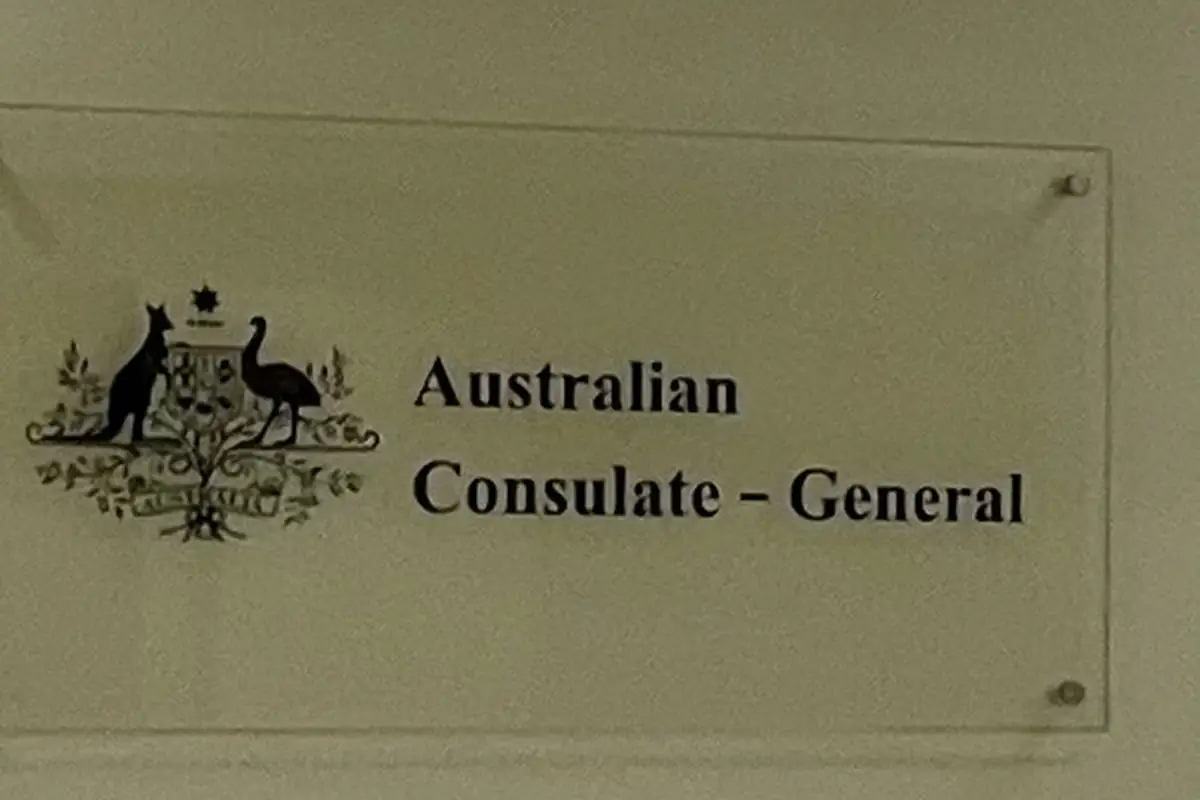 Australian
Consulate – General